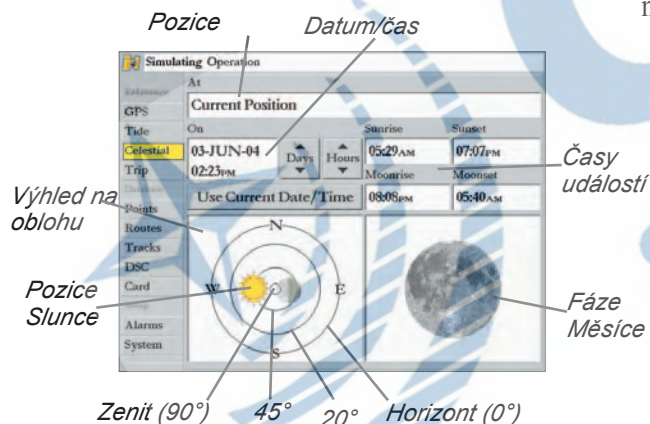 Pozice
Datum/čas
Simulating Operation
Reference
GPS
Tide
Celestial
Trip
Points
Routes
Tracks
DSC
Card
Alarms
System
At
Current Position
On
03-JUN-04
02:23PM
Days
Hours
Use Current Date/Time
Sunrise
Sunset
05:29AM
07:07PM
Moonrise
Moonset
08:08PM
05:40AM
N
W
E
S
Časy
událostí
Výhled na
oblohu
Pozice
Slunce
Fáze
Měsíce
Zenit (90°)
45°
20°
Horizont (0°)